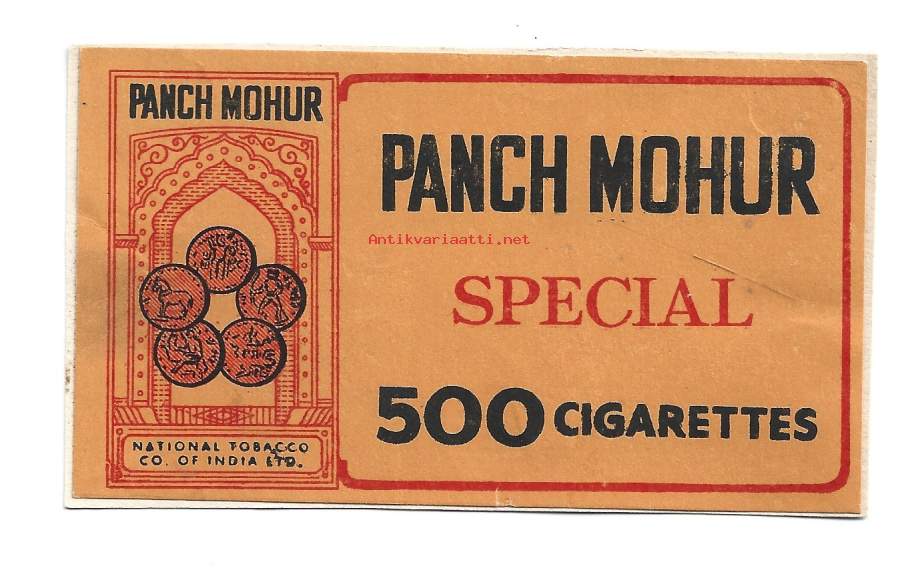 PANCH MOHUR
NATIONAL TOBACCO
CO. OF INDIA LTD.
PANCH MOHUR
Antikvariaatti.net
SPECIAL
500 CIGARETTES